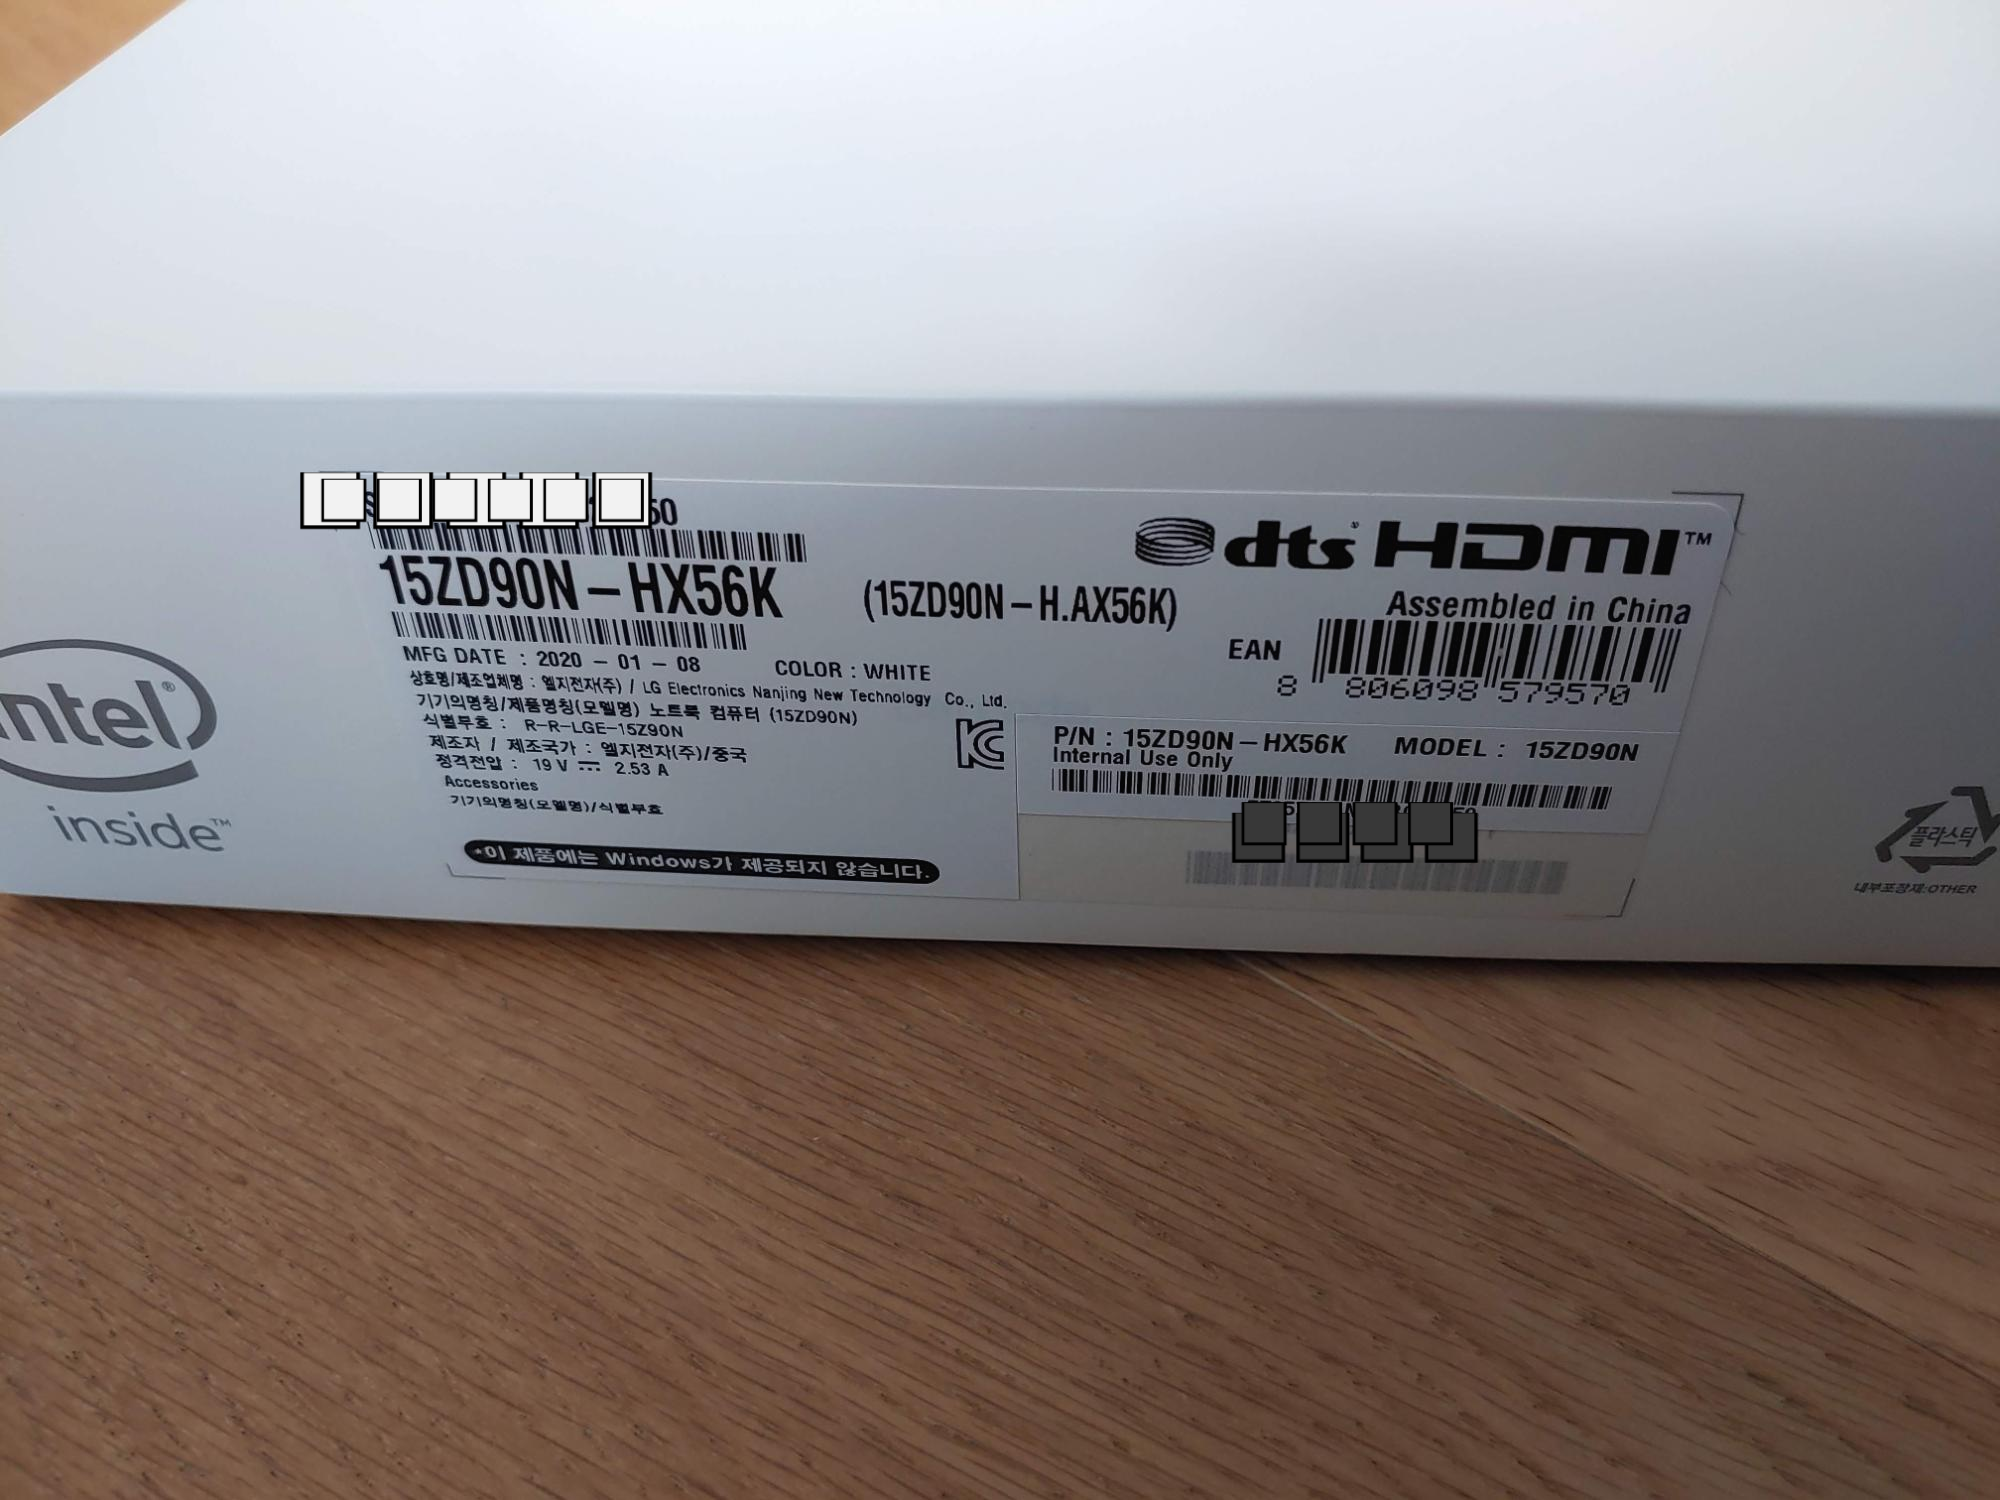 intel®
inside™
50
15ZD90N-HX56K (15ZD90N-H.AX56K)
dts® HDMI™
Assembled in China
EAN
8 806098 579570
MFG DATE : 2020 - 01 - 08 COLOR : WHITE
상호명/제조업체명 : 엘지전자(주) / LG Electronics Nanjing New Technology Co., Ltd.
기기의명칭/제품명칭(모델명) 노트북 컴퓨터 (15ZD90N)
식별부호 : R-R-LGE-15Z90N
제조자 / 제조국가 : 엘지전자(주)/중국
정격전압 : 19 V ⎓ 2.53 A
Accessories
기기의명칭(모델명)/식별부호
*이 제품에는 Windows가 제공되지 않습니다.
P/N : 15ZD90N-HX56K MODEL : 15ZD90N
Internal Use Only
플라스틱
내부포장재:OTHER